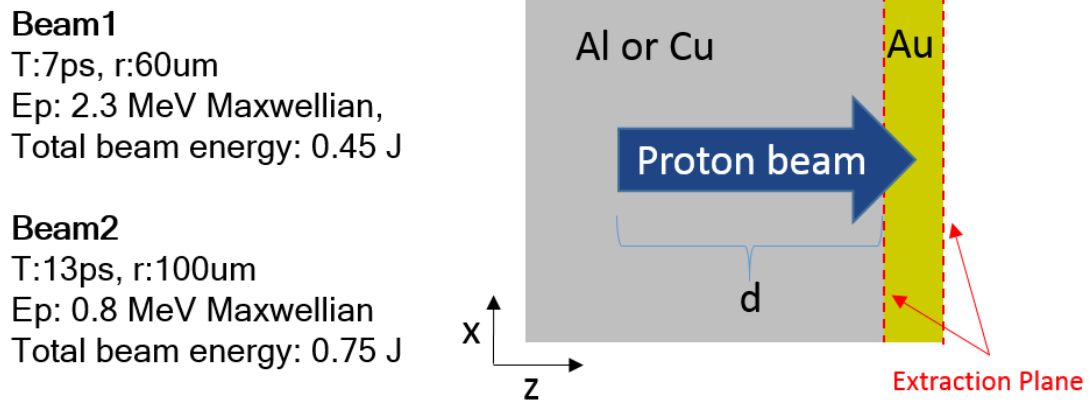 Beam1
T:7ps, r:60um
Ep: 2.3 MeV Maxwellian,
Total beam energy: 0.45 J
Beam2
T:13ps, r:100um
Ep: 0.8 MeV Maxwellian
Total beam energy: 0.75 J
Al or Cu
Au
Proton beam
d
X
Z
Extraction Plane